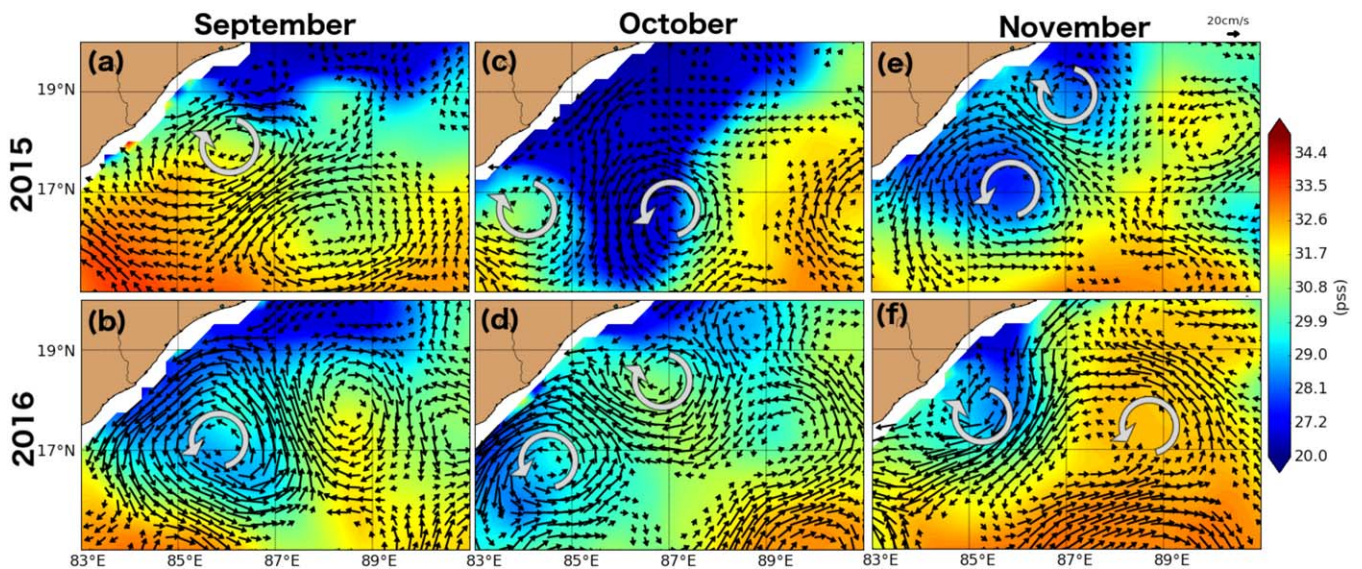 September October November
20cm/s
(a) (c) (e)
19°N
2015
17°N
(b) (d) (f)
19°N
2016
17°N
83°E 85°E 87°E 89°E 83°E 85°E 87°E 89°E 83°E 85°E 87°E 89°E
34.4
33.5
32.6
31.7
30.8
29.9
29.0
28.1
27.2
20.0
(pss)